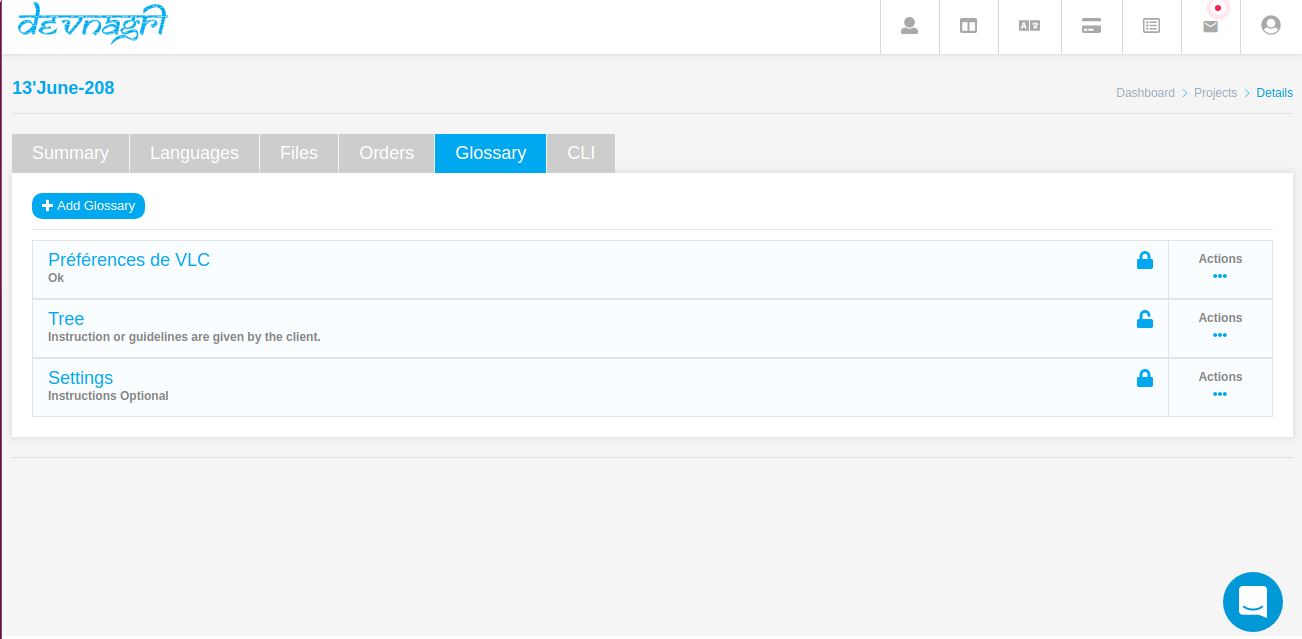 devnagri
13'June-208
Dashboard > Projects > Details
Summary Languages Files Orders Glossary CLI
Add Glossary
Préférences de VLC
Ok
Actions
Tree
Instruction or guidelines are given by the client.
Actions
Settings
Instructions Optional
Actions